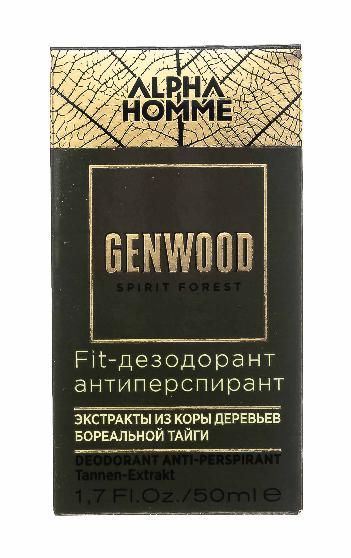 ALPHA
HOMME
GENWOOD
SPIRIT FOREST
Fit-дезодорант
антиперспирант
ЭКСТРАКТЫ ИЗ КОРЫ ДЕРЕВЬЕВ
БОРЕАЛЬНОЙ ТАЙГИ
DEODORANT ANTI-PERSPIRANT
Tannen-Extrakt
1,7 Fl.Oz./50ml e